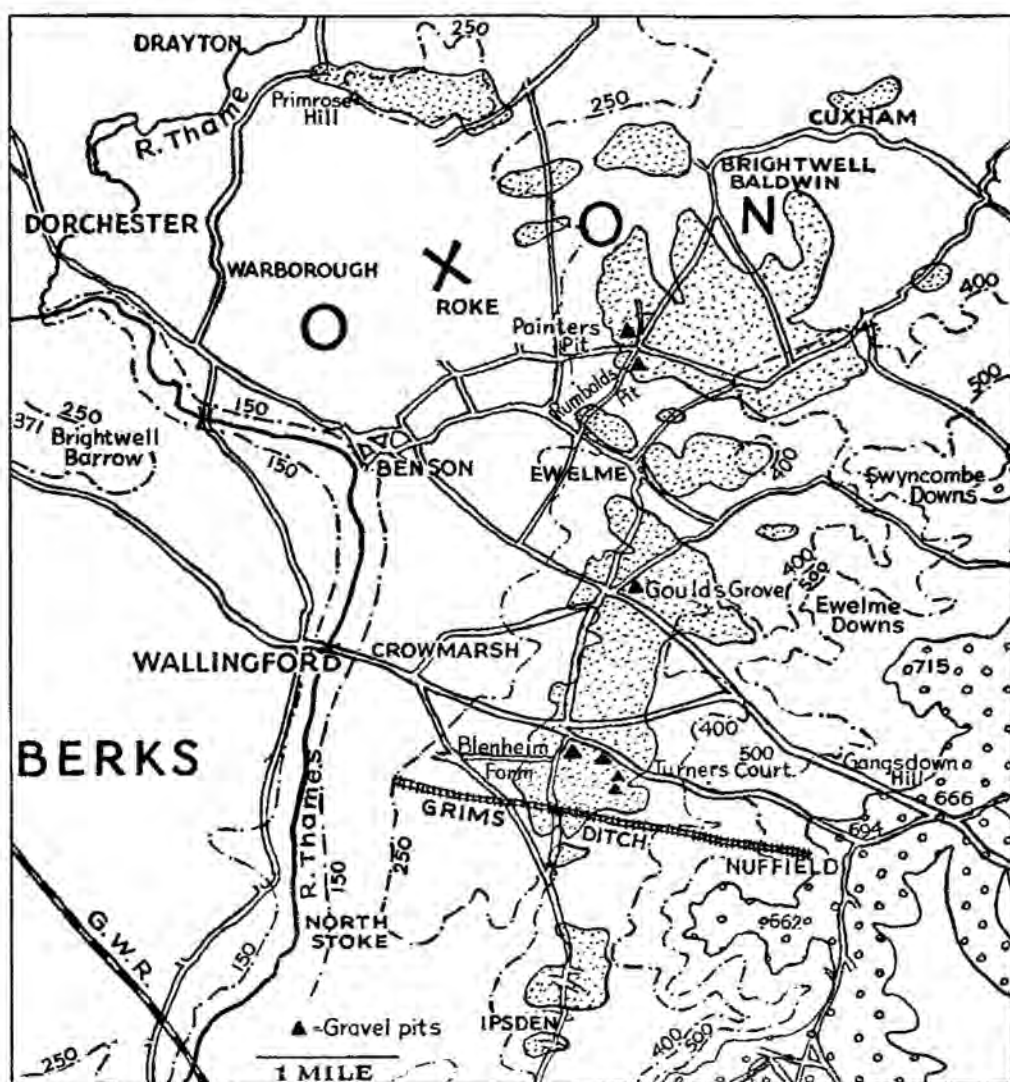 DRAYTON
250
R. Thame
Primrose
Hill
250
CUXHAM
BRIGHTWELL
BALDWIN
DORCHESTER
WARBOROUGH
O X O N
ROKE
400
Painters
Pit
Rumbolds
Pit
500
150
250
371
Brightwell
Barrow
150
BENSON
EWELME
400
Swyncombe
Downs
400
500
Goulds Grove
Ewelme
Downs
WALLINGFORD
CROWMARSH
715
BERKS
Blenheim
Farm
400
500
Turners Court
Gangsdown
Hill
666
GRIMS DITCH
694
NUFFIELD
R. Thames
150
250
NORTH
STOKE
662
G.W.R.
150
▲ =Gravel pits
IPSDEN
400
500
250
1 MILE